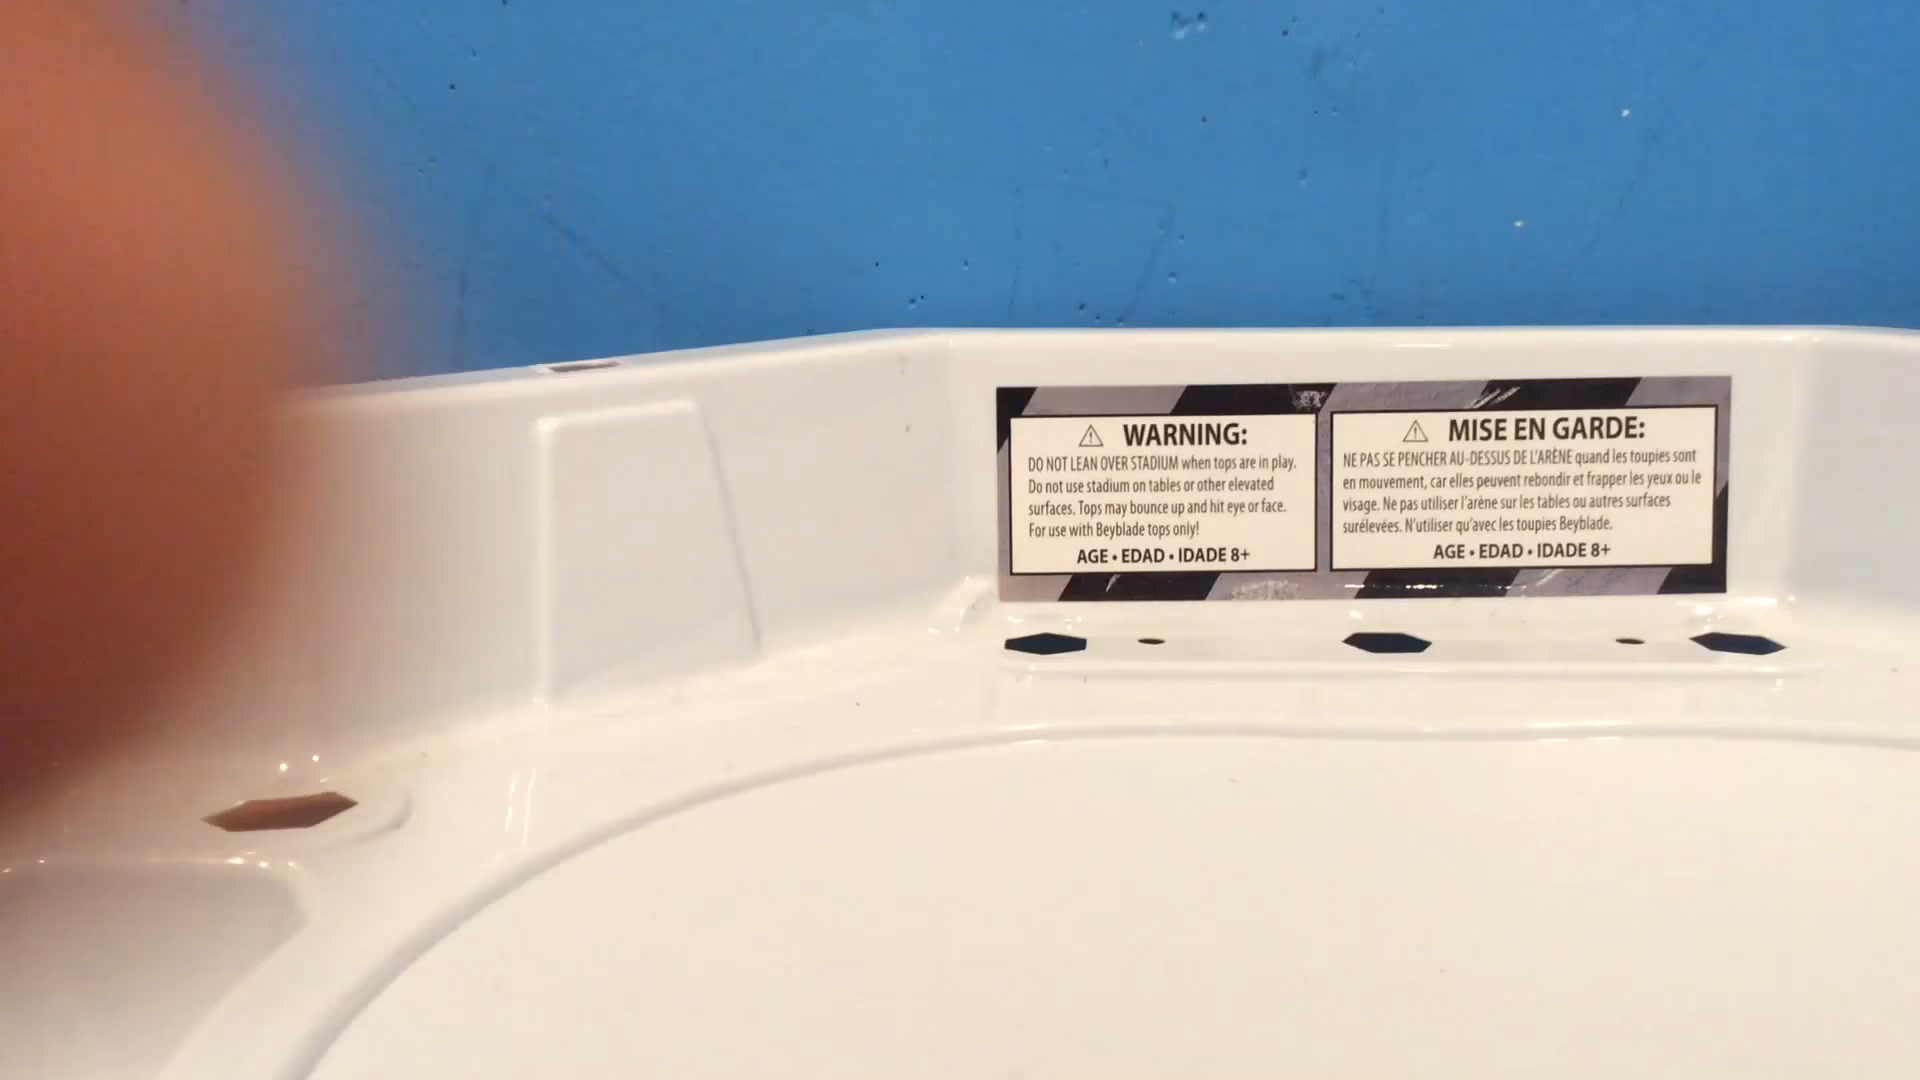 WARNING:
DO NOT LEAN OVER STADIUM when tops are in play.
Do not use stadium on tables or other elevated
surfaces. Tops may bounce up and hit eye or face.
For use with Beyblade tops only!
AGE • EDAD • IDADE 8+
MISE EN GARDE:
NE PAS SE PENCHER AU-DESSUS DE L'ARÈNE quand les toupies sont
en mouvement, car elles peuvent rebondir et frapper les yeux ou le
visage. Ne pas utiliser l'arène sur les tables ou autres surfaces
surélevées. N'utiliser qu'avec les toupies Beyblade.
AGE • EDAD • IDADE 8+